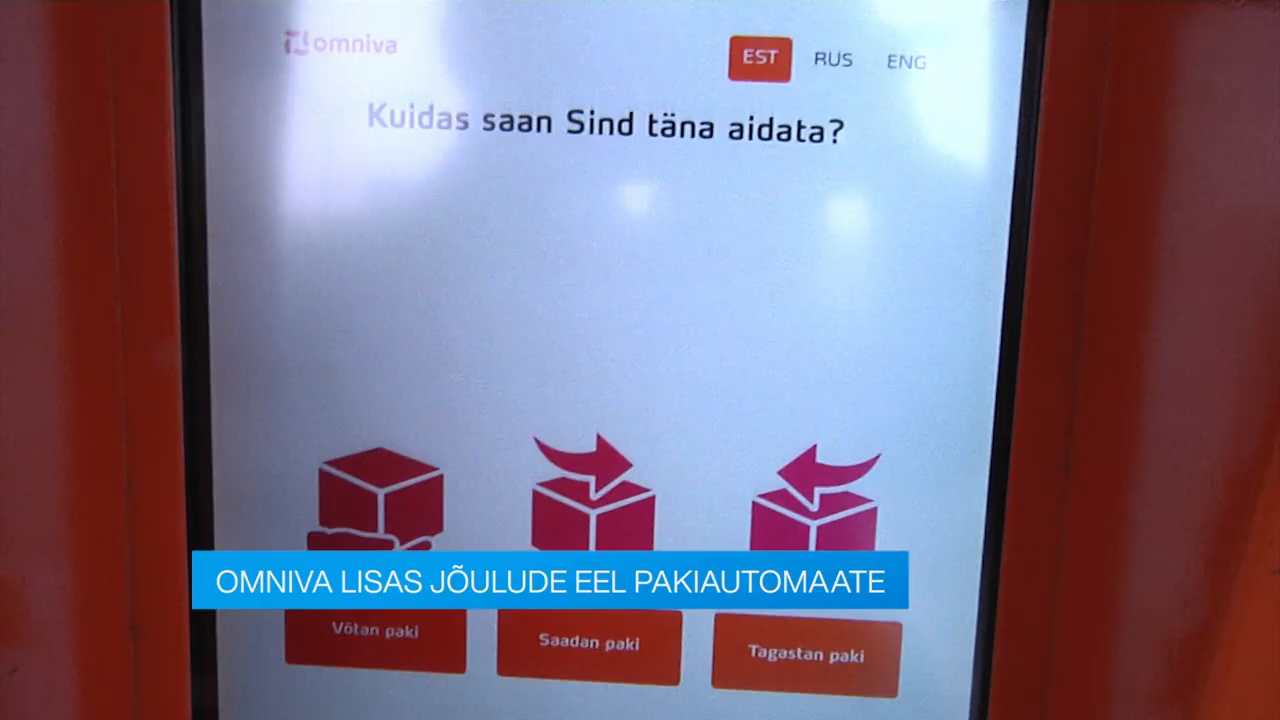 omniva
EST RUS ENG
Kuidas saan Sind täna aidata?
OMNIVA LISAS JÕULUDE EEL PAKIAUTOMAATE
Võtan paki
Saadan paki
Tagastan paki